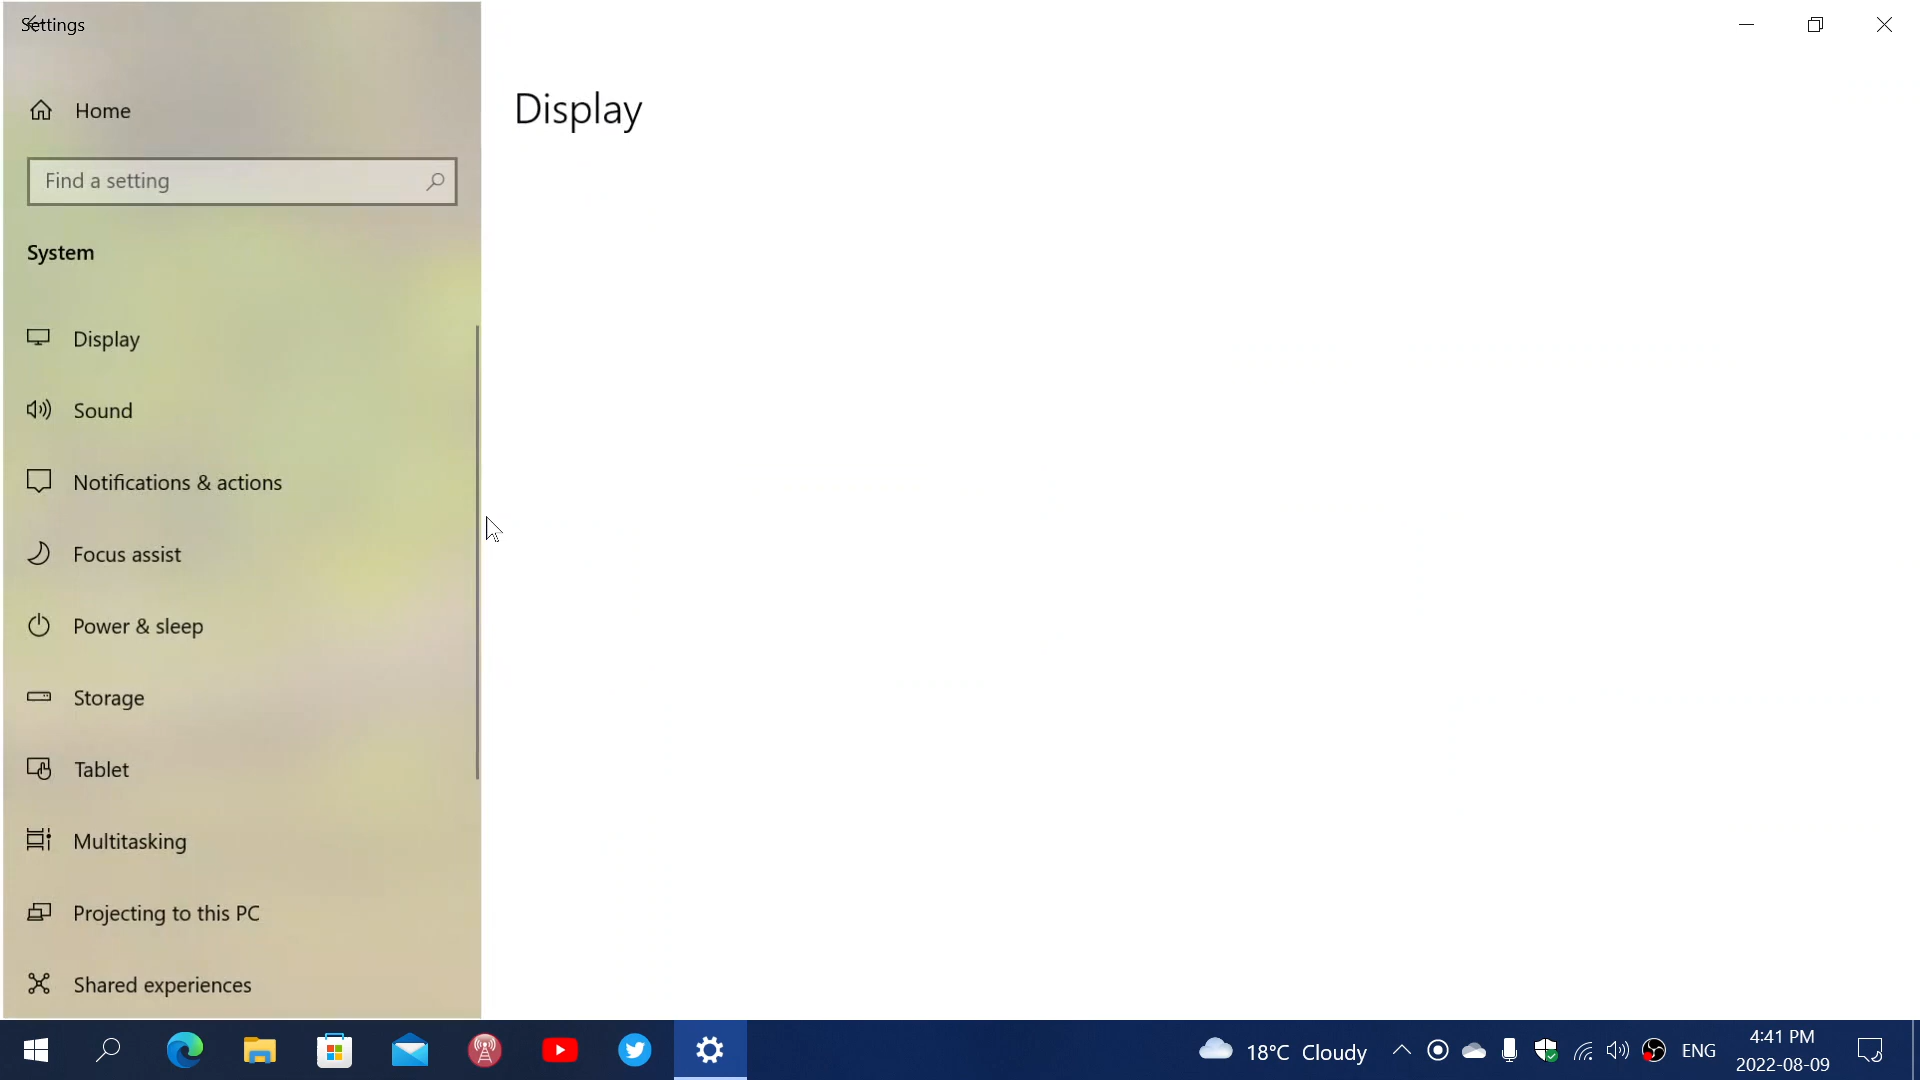 Settings
Home
Find a setting
System
Display
Sound
Notifications & actions
Focus assist
Power & sleep
Storage
Tablet
Multitasking
Projecting to this PC
Shared experiences
Display
18°C Cloudy
ENG
4:41 PM
2022-08-09